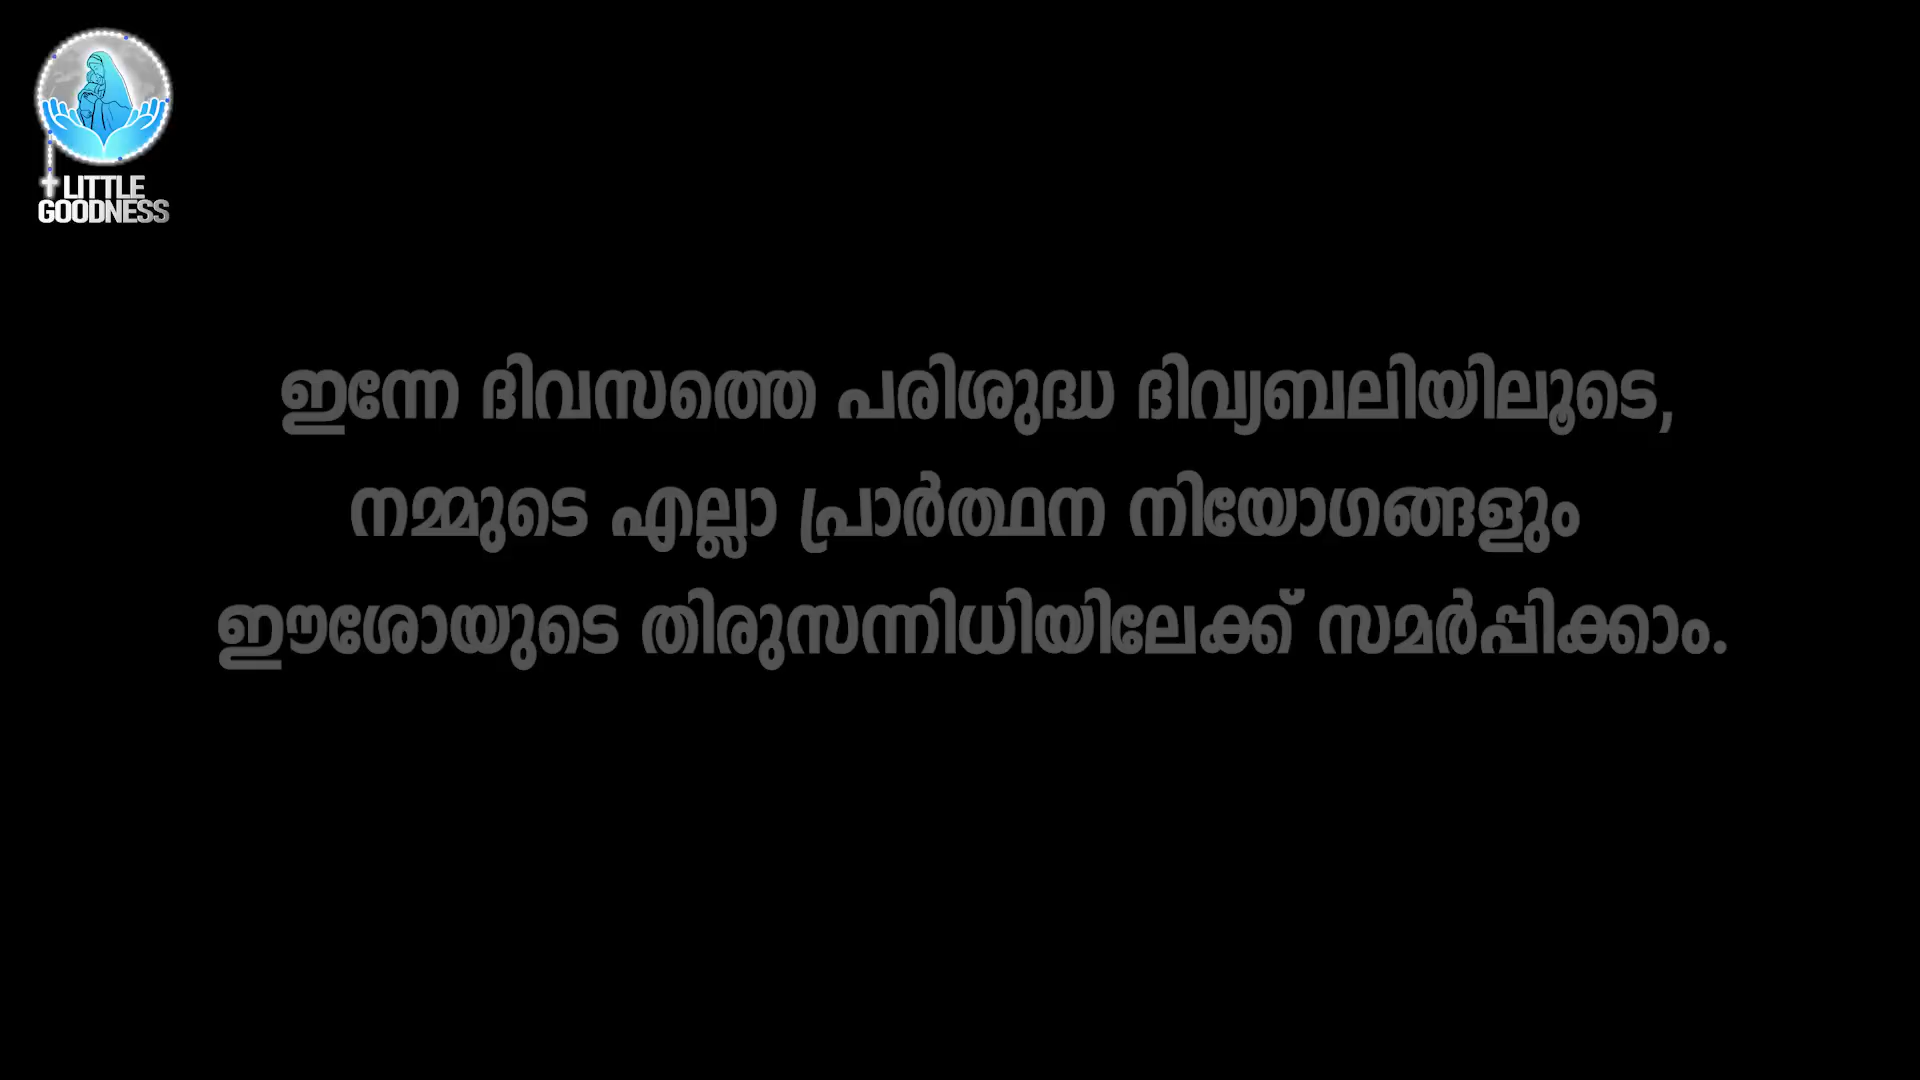 LITTLE
GOODNESS
ഇന്നേ ദിവസത്തെ പരിശുദ്ധ ദിവ്യബലിയിലൂടെ,
നമ്മുടെ എല്ലാ പ്രാർത്ഥന നിയോഗങ്ങളും
ഈശോയുടെ തിരുസന്നിധിയിലേക്ക് സമർപ്പിക്കാം.